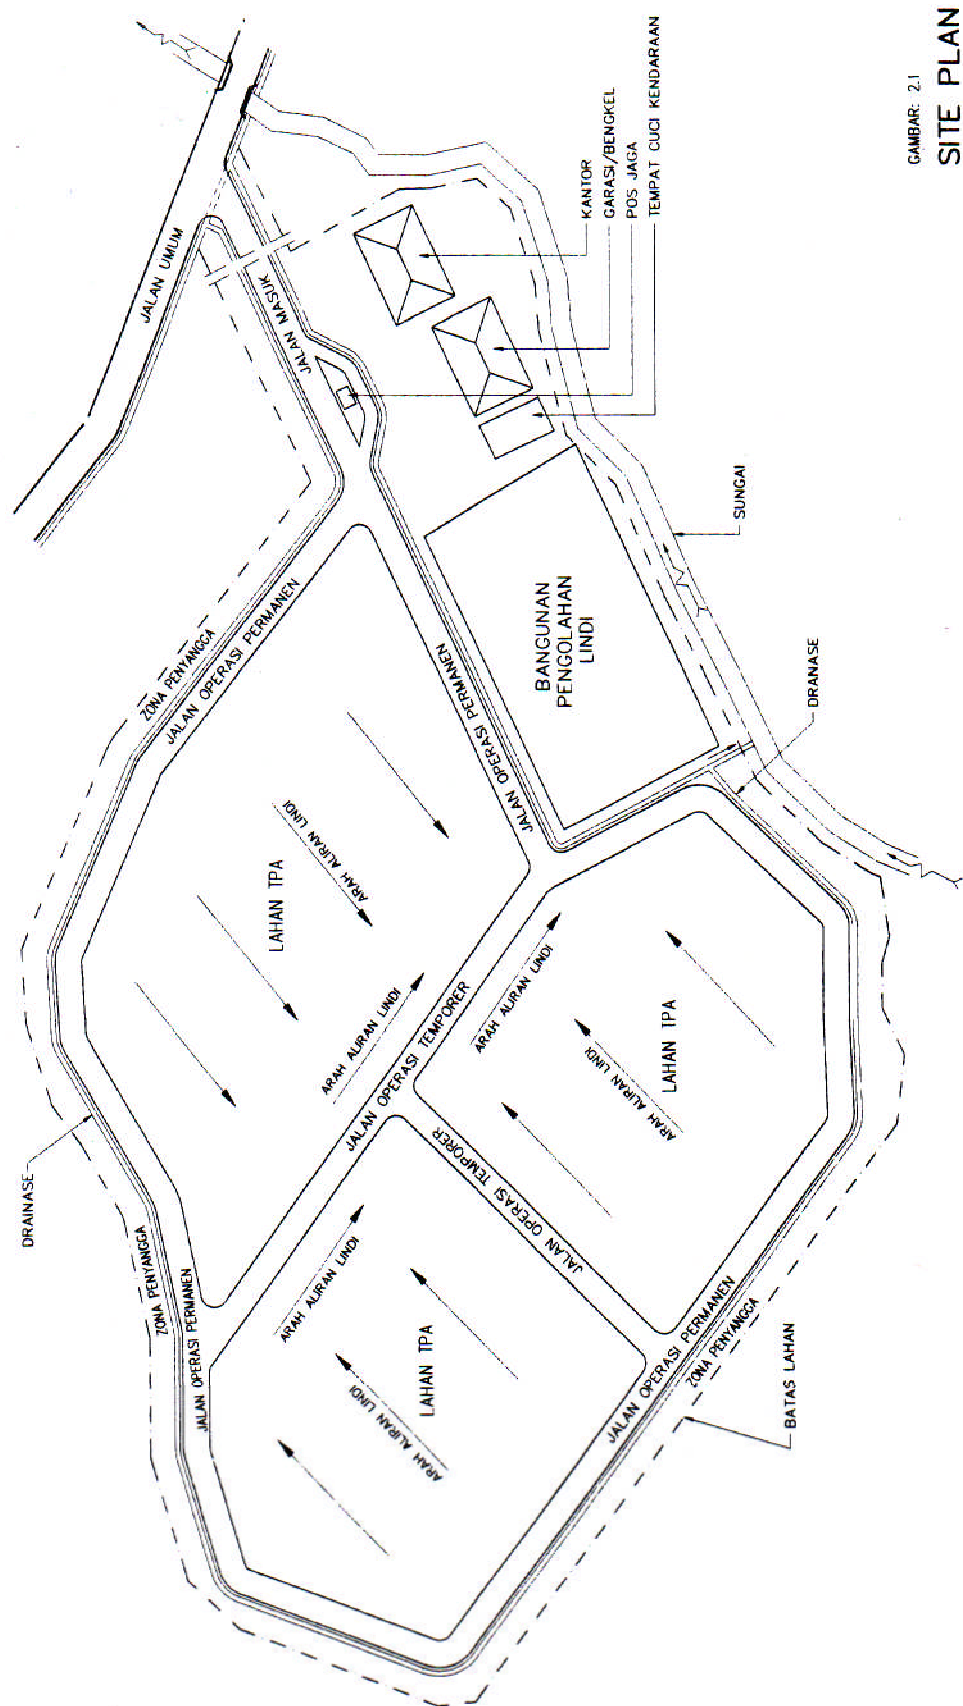 GAMBAR: 2.1
SITE PLAN
JALAN UMUM
JALAN MASUK
KANTOR
GARASI/BENGKEL
POS JAGA
TEMPAT CUCI KENDARAAN
SUNGAI
DRANASE
BANGUNAN
PENGOLAHAN
LINDI
ZONA PENYANGGA
JALAN OPERASI PERMANEN
JALAN OPERASI PERMANEN
ARAH ALIRAN LINDI
LAHAN TPA
ARAH ALIRAN LINDI
JALAN OPERASI TEMPORER
ARAH ALIRAN LINDI
LAHAN TPA
ARAH ALIRAN LINDI
JALAN OPERASI TEMPORER
DRAINASE
ZONA PENYANGGA
JALAN OPERASI PERMANEN
ARAH ALIRAN LINDI
LAHAN TPA
ARAH ALIRAN LINDI
JALAN OPERASI PERMANEN
ZONA PENYANGGA
BATAS LAHAN